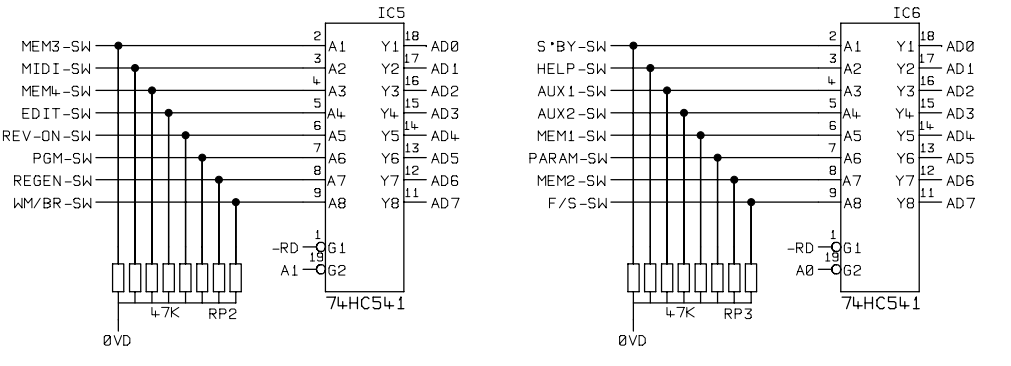 IC5
MEM3-SW 2 A1 Y1 18 AD0
MIDI-SW 3 A2 Y2 17 AD1
MEM4-SW 4 A3 Y3 16 AD2
EDIT-SW 5 A4 Y4 15 AD3
REV-ON-SW 6 A5 Y5 14 AD4
PGM-SW 7 A6 Y6 13 AD5
REGEN-SW 8 A7 Y7 12 AD6
WM/BR-SW 9 A8 Y8 11 AD7
-RD 1 G1
A1 19 G2
47K RP2
74HC541
0VD
IC6
S'BY-SW 2 A1 Y1 18 AD0
HELP-SW 3 A2 Y2 17 AD1
AUX1-SW 4 A3 Y3 16 AD2
AUX2-SW 5 A4 Y4 15 AD3
MEM1-SW 6 A5 Y5 14 AD4
PARAM-SW 7 A6 Y6 13 AD5
MEM2-SW 8 A7 Y7 12 AD6
F/S-SW 9 A8 Y8 11 AD7
-RD 1 G1
A0 19 G2
47K RP3
74HC541
0VD